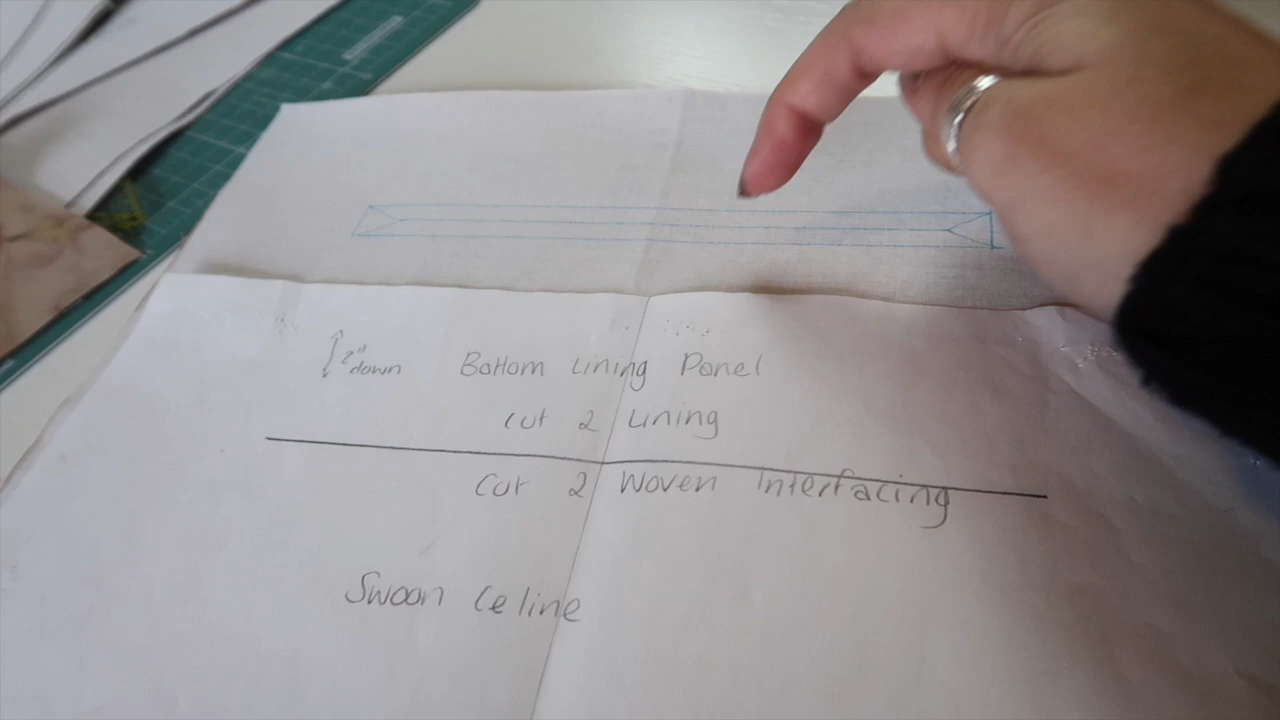 2" down
Bottom Lining Panel
Cut 2 Lining
Cut 2 Woven Interfacing
Swoon Celine